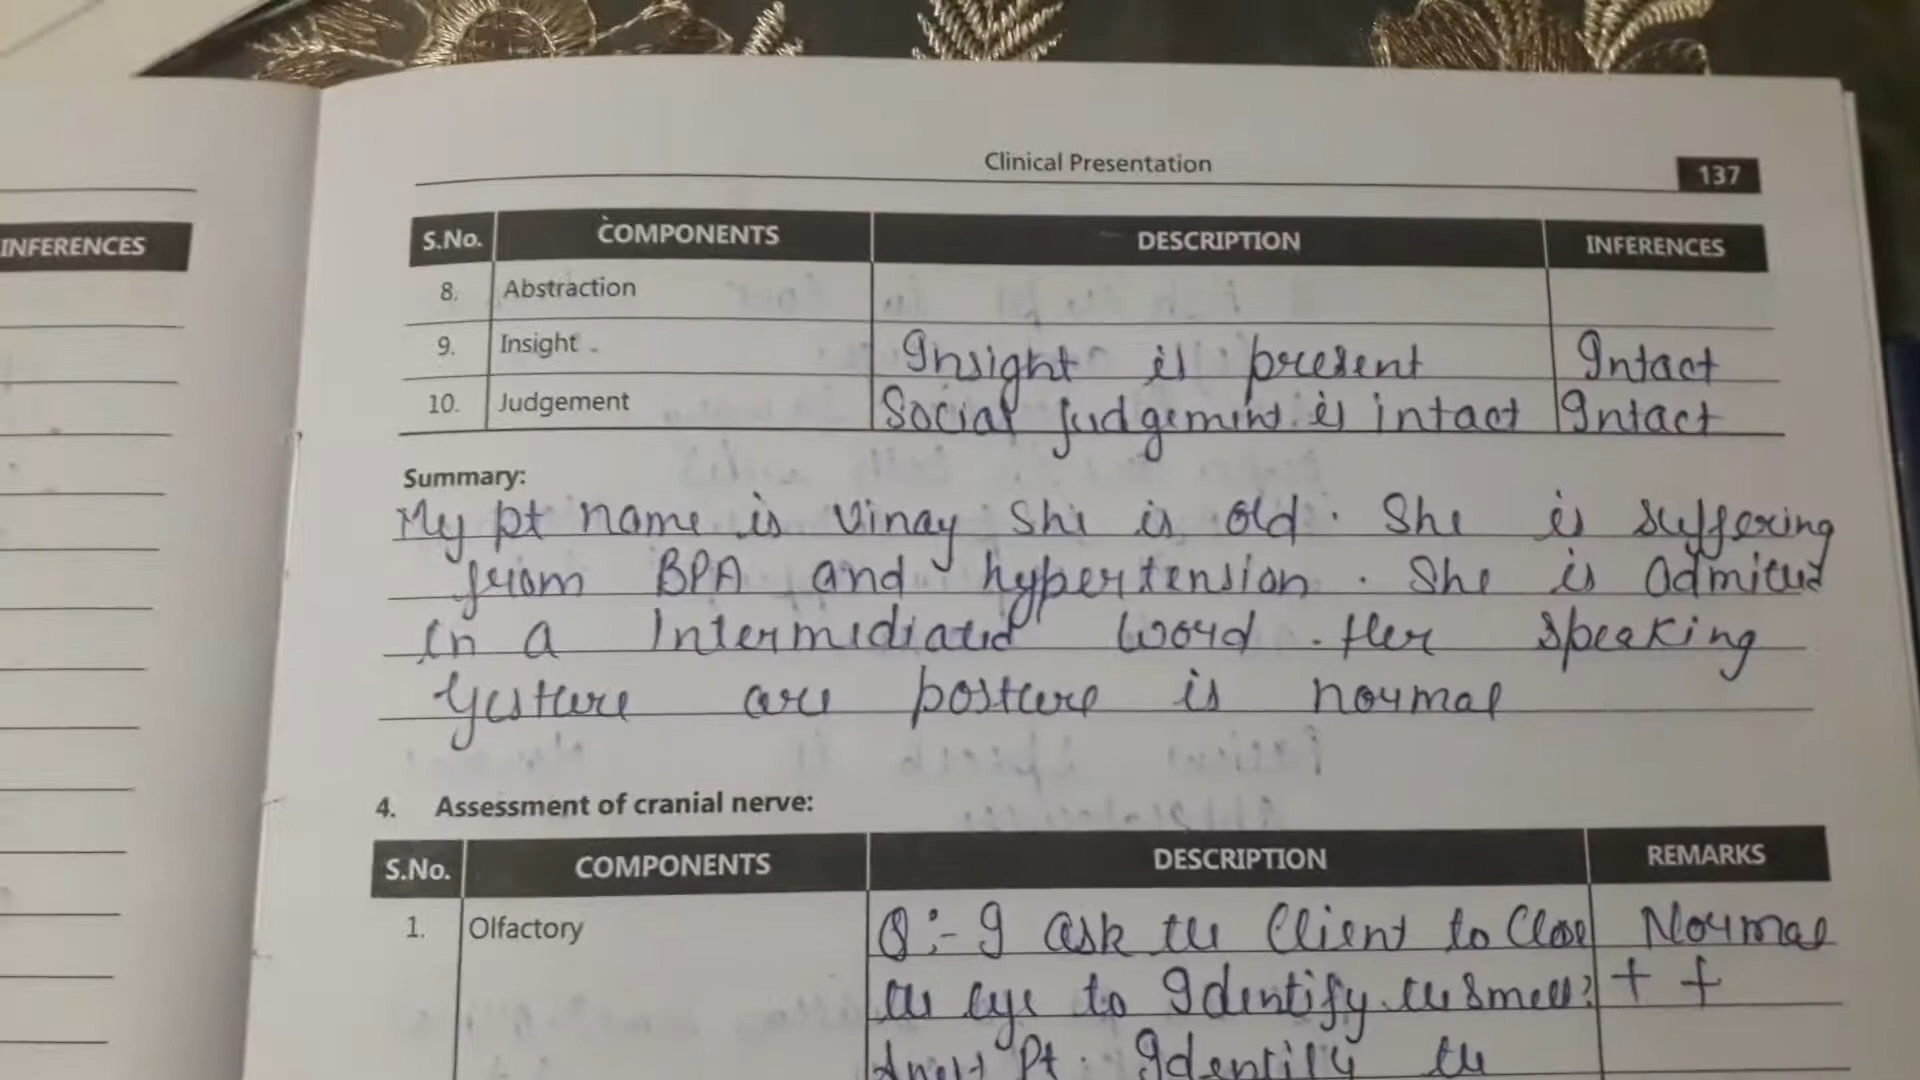 Clinical Presentation
137
INFERENCES
S.No. COMPONENTS DESCRIPTION INFERENCES
8. Abstraction
9. Insight Insight is present Intact
10. Judgement Social judgement is intact Intact
Summary:
My pt name is Vinay She is old. She is suffering
from BPA and hypertension. She is admitted
in a Intermediated word. Her speaking
gesture are posture is normal
4. Assessment of cranial nerve:
S.No. COMPONENTS DESCRIPTION REMARKS
1. Olfactory Q:- I ask the Client to Close Normal
the eye to Identify the smell? + +
Pt. Identify the